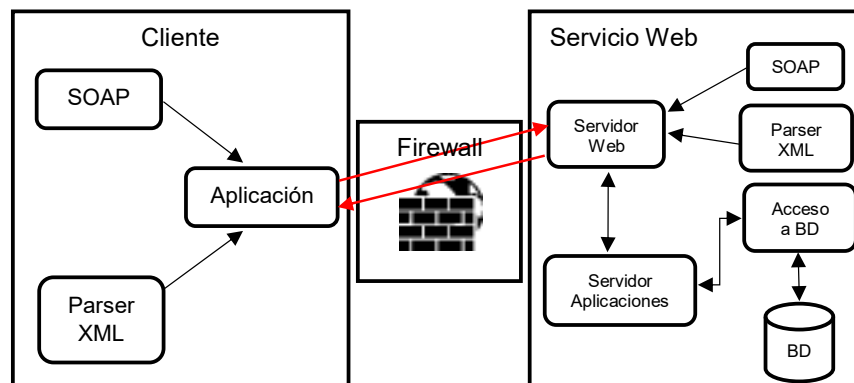 Cliente
SOAP
Aplicación
Parser
XML
Firewall
Servicio Web
SOAP
Servidor
Web
Parser
XML
Acceso
a BD
Servidor
Aplicaciones
BD